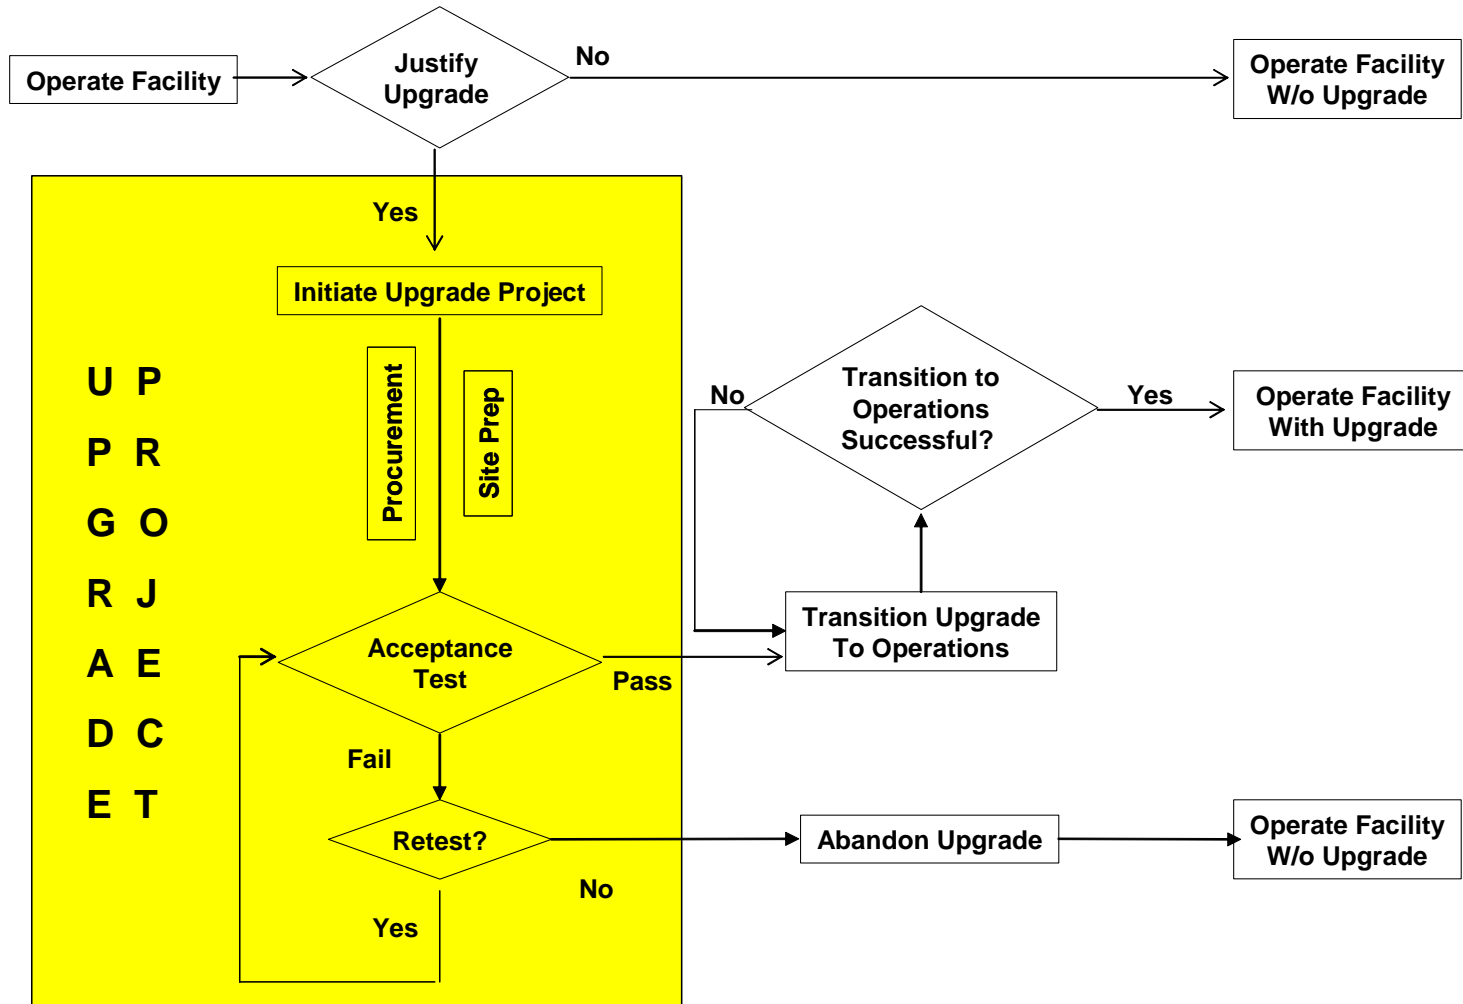 Operate Facility
Justify
Upgrade
No
Operate Facility
W/o Upgrade
Yes
Initiate Upgrade Project
Procurement
Site Prep
U P
P R
G O
R J
A E
D C
E T
No
Transition to
Operations
Successful?
Yes
Operate Facility
With Upgrade
Transition Upgrade
To Operations
Acceptance
Test
Pass
Fail
Retest?
No
Yes
Abandon Upgrade
Operate Facility
W/o Upgrade